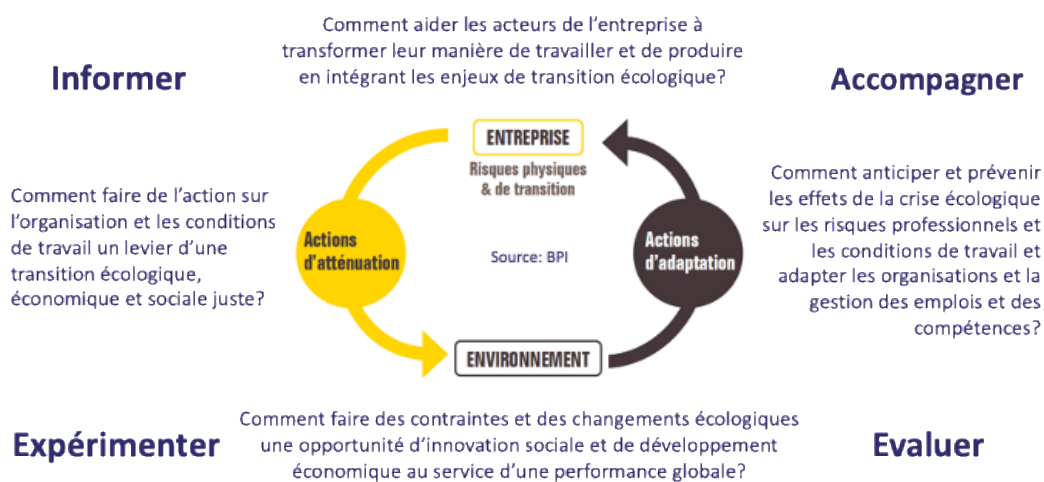 Comment aider les acteurs de l'entreprise à
transformer leur manière de travailler et de produire
en intégrant les enjeux de transition écologique?
Informer
Accompagner
ENTREPRISE
Risques physiques
& de transition
Comment faire de l'action sur
l'organisation et les conditions
de travail un levier d'une
transition écologique,
économique et sociale juste?
Actions
d'atténuation
Source: BPI
Actions
d'adaptation
Comment anticiper et prévenir
les effets de la crise écologique
sur les risques professionnels et
les conditions de travail et
adapter les organisations et la
gestion des emplois et des
compétences?
ENVIRONNEMENT
Expérimenter
Comment faire des contraintes et des changements écologiques
une opportunité d'innovation sociale et de développement
économique au service d'une performance globale?
Evaluer